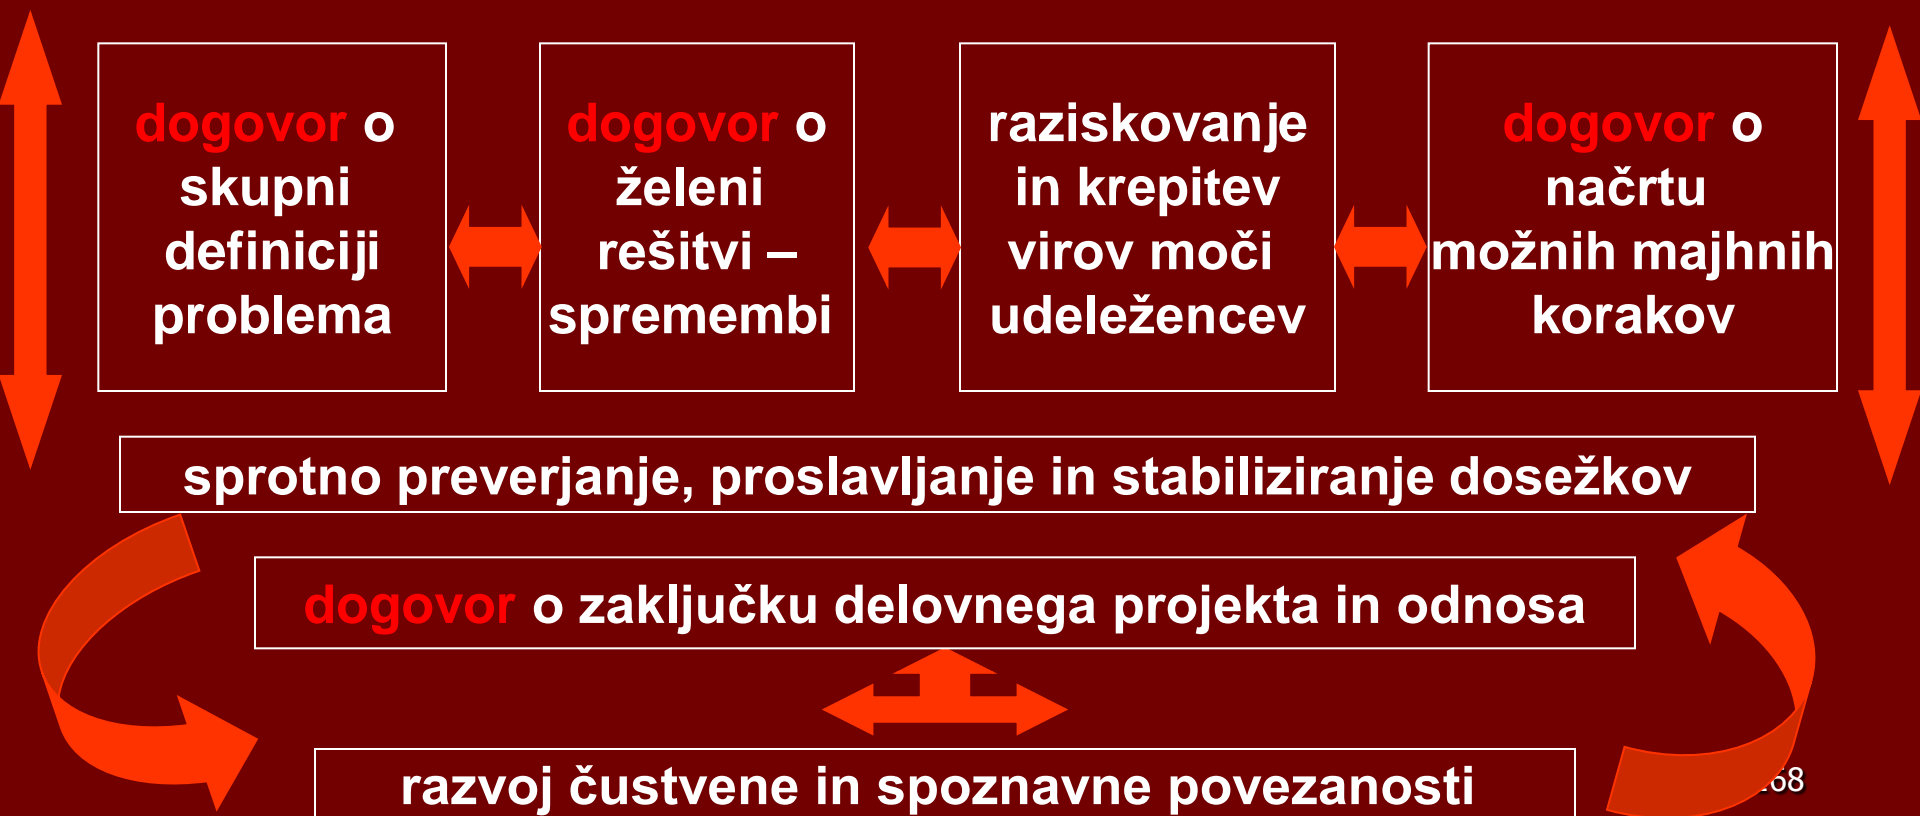 dogovor o
skupni
definiciji
problema
dogovor o
želeni
rešitvi –
spremembi
raziskovanje
in krepitev
virov moči
udeležencev
dogovor o
načrtu
možnih majhnih
korakov
sprotno preverjanje, proslavljanje in stabiliziranje dosežkov
dogovor o zaključku delovnega projekta in odnosa
razvoj čustvene in spoznavne povezanosti